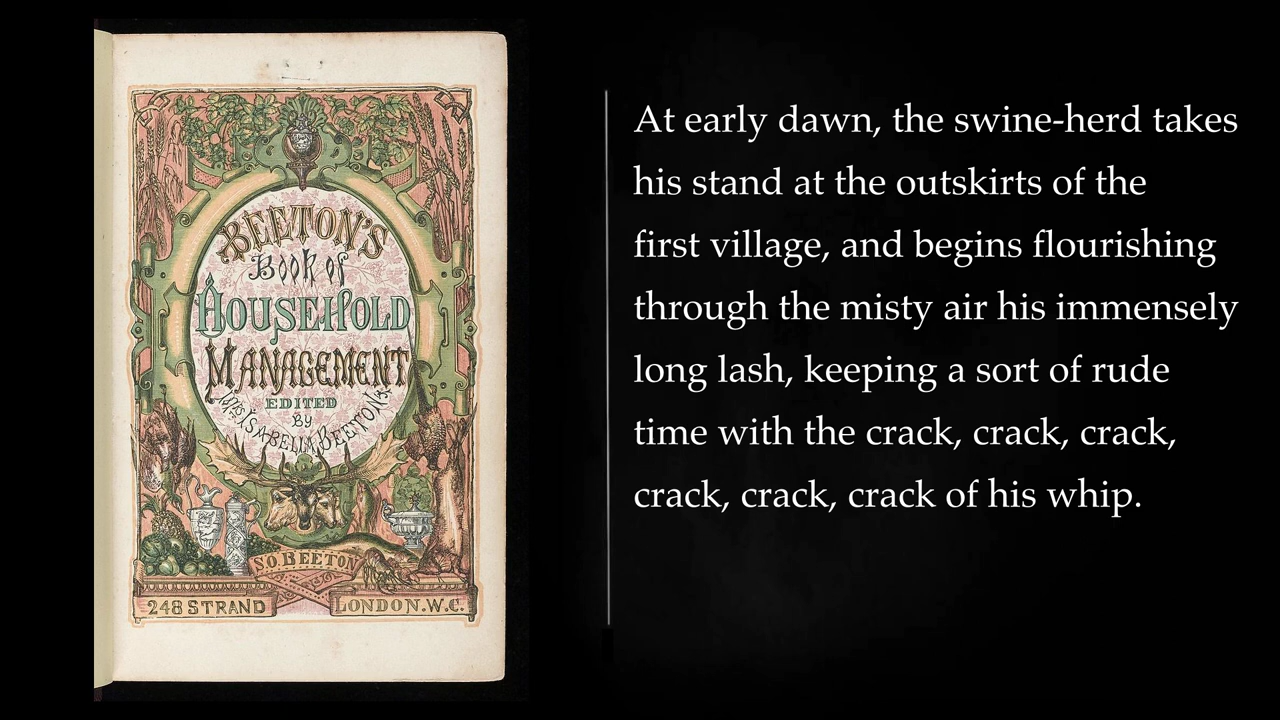 BEETON'S
Book of
HOUSEHOLD
MANAGEMENT
EDITED
By
MRS ISABELLA BEETON
S.O. BEETON
248 STRAND
LONDON.W.C.
At early dawn, the swine-herd takes
his stand at the outskirts of the
first village, and begins flourishing
through the misty air his immensely
long lash, keeping a sort of rude
time with the crack, crack, crack,
crack, crack, crack of his whip.